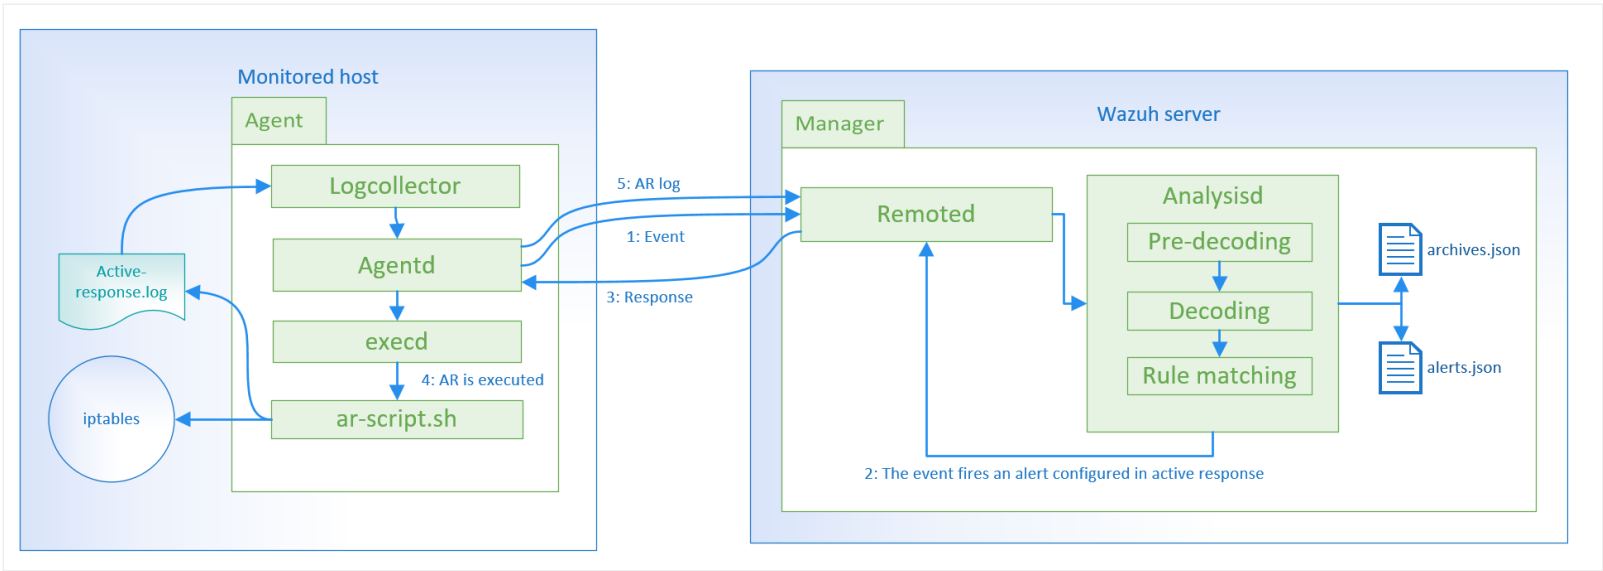 Monitored host
Agent
Logcollector
Agentd
execd
4: AR is executed
ar-script.sh
Active-
response.log
iptables
5: AR log
1: Event
3: Response
Wazuh server
Manager
Remoted
Analysisd
Pre-decoding
Decoding
Rule matching
archives.json
alerts.json
2: The event fires an alert configured in active response